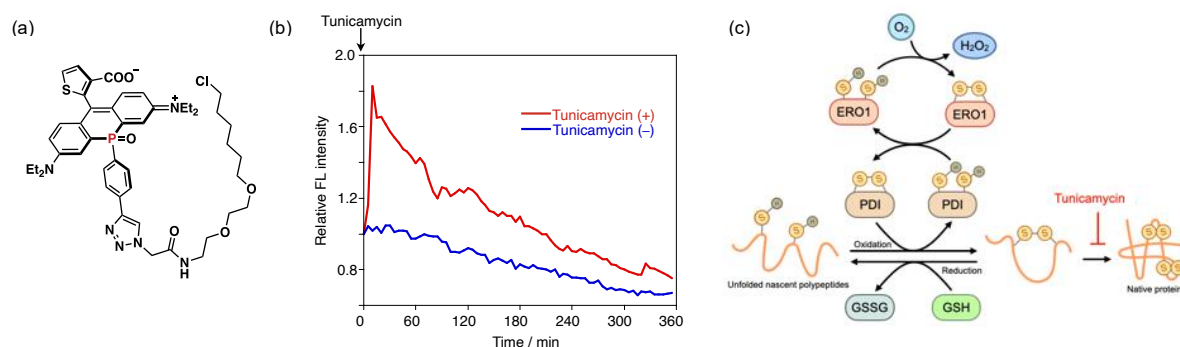 (a)
COO⁻
S
N⁺Et₂
Et₂N
P=O
Cl
O
O
N
N=N
O
N
H
(b)
Tunicamycin
2.0
1.6
1.2
0.8
Relative FL intensity
Tunicamycin (+)
Tunicamycin (–)
0 60 120 180 240 300 360
Time / min
(c)
O₂
H₂O₂
H
S
S
H
ERO1
S
S
ERO1
S
S
PDI
H
S
S
H
PDI
H
S
H
S
Unfolded nascent polypeptides
Oxidation
Reduction
GSSG
GSH
S
S
Tunicamycin
S
S
S
S
Native protein